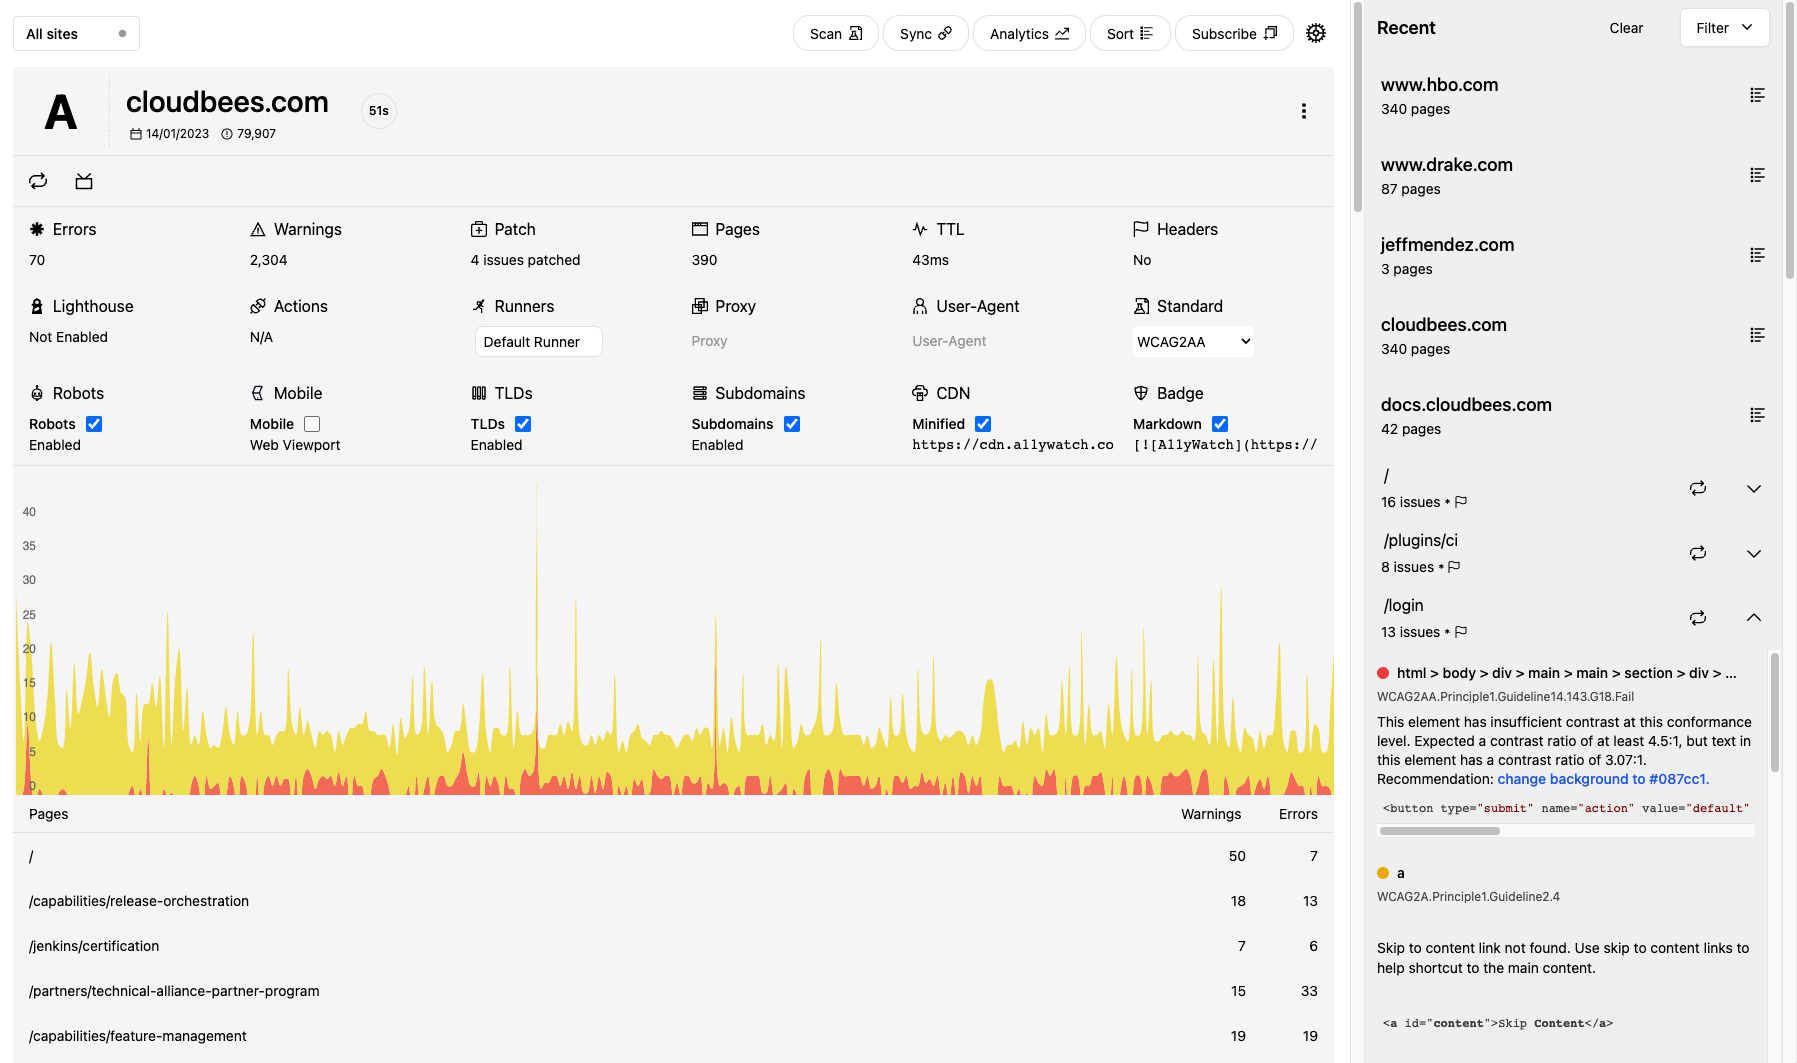 All sites
Scan
Sync
Analytics
Sort
Subscribe
A
cloudbees.com
51s
14/01/2023 79,907
Errors
70
Warnings
2,304
Patch
4 issues patched
Pages
390
TTL
43ms
Headers
No
Lighthouse
Not Enabled
Actions
N/A
Runners
Default Runner
Proxy
Proxy
User-Agent
User-Agent
Standard
WCAG2AA
Robots
Robots
Enabled
Mobile
Mobile
Web Viewport
TLDs
TLDs
Enabled
Subdomains
Subdomains
Enabled
CDN
Minified
https://cdn.a11ywatch.co
Badge
Markdown
[![A11yWatch](https://
40
35
30
25
20
15
10
5
0
Pages Warnings Errors
/ 50 7
/capabilities/release-orchestration 18 13
/jenkins/certification 7 6
/partners/technical-alliance-partner-program 15 33
/capabilities/feature-management 19 19
Recent
Clear
Filter
www.hbo.com
340 pages
www.drake.com
87 pages
jeffmendez.com
3 pages
cloudbees.com
340 pages
docs.cloudbees.com
42 pages
/
16 issues •
/plugins/ci
8 issues •
/login
13 issues •
html > body > div > main > main > section > div > ...
WCAG2AA.Principle1.Guideline14.143.G18.Fail
This element has insufficient contrast at this conformance
level. Expected a contrast ratio of at least 4.5:1, but text in
this element has a contrast ratio of 3.07:1.
Recommendation: change background to #087cc1.
<button type="submit" name="action" value="default"
a
WCAG2A.Principle1.Guideline2.4
Skip to content link not found. Use skip to content links to
help shortcut to the main content.
<a id="content">Skip Content</a>